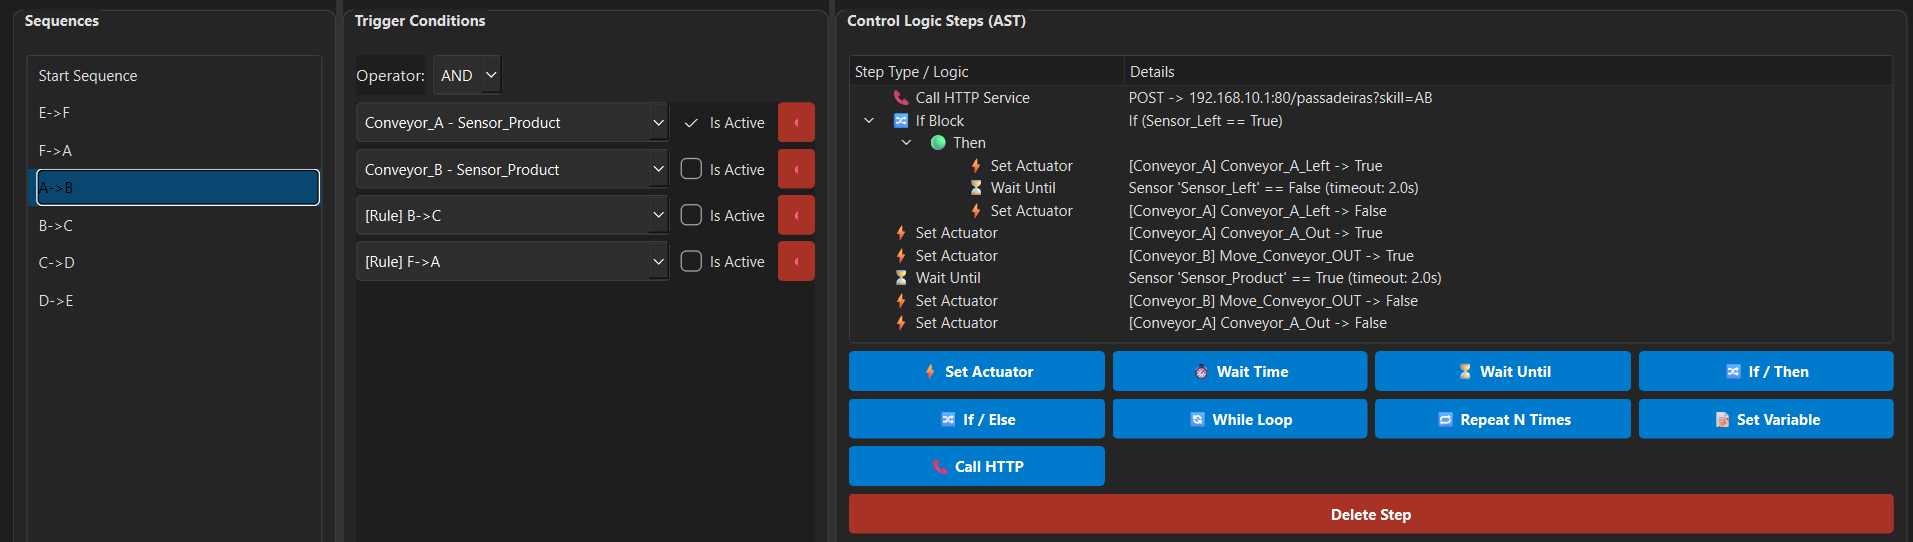 Sequences
Start Sequence
E->F
F->A
A->B
B->C
C->D
D->E
Trigger Conditions
Operator: AND
Conveyor_A - Sensor_Product Is Active
Conveyor_B - Sensor_Product Is Active
[Rule] B->C Is Active
[Rule] F->A Is Active
Control Logic Steps (AST)
Step Type / Logic Details
Call HTTP Service POST -> 192.168.10.1:80/passadeiras?skill=AB
If Block If (Sensor_Left == True)
Then
Set Actuator [Conveyor_A] Conveyor_A_Left -> True
Wait Until Sensor 'Sensor_Left' == False (timeout: 2.0s)
Set Actuator [Conveyor_A] Conveyor_A_Left -> False
Set Actuator [Conveyor_A] Conveyor_A_Out -> True
Set Actuator [Conveyor_B] Move_Conveyor_OUT -> True
Wait Until Sensor 'Sensor_Product' == True (timeout: 2.0s)
Set Actuator [Conveyor_B] Move_Conveyor_OUT -> False
Set Actuator [Conveyor_A] Conveyor_A_Out -> False
Set Actuator Wait Time Wait Until If / Then
If / Else While Loop Repeat N Times Set Variable
Call HTTP
Delete Step